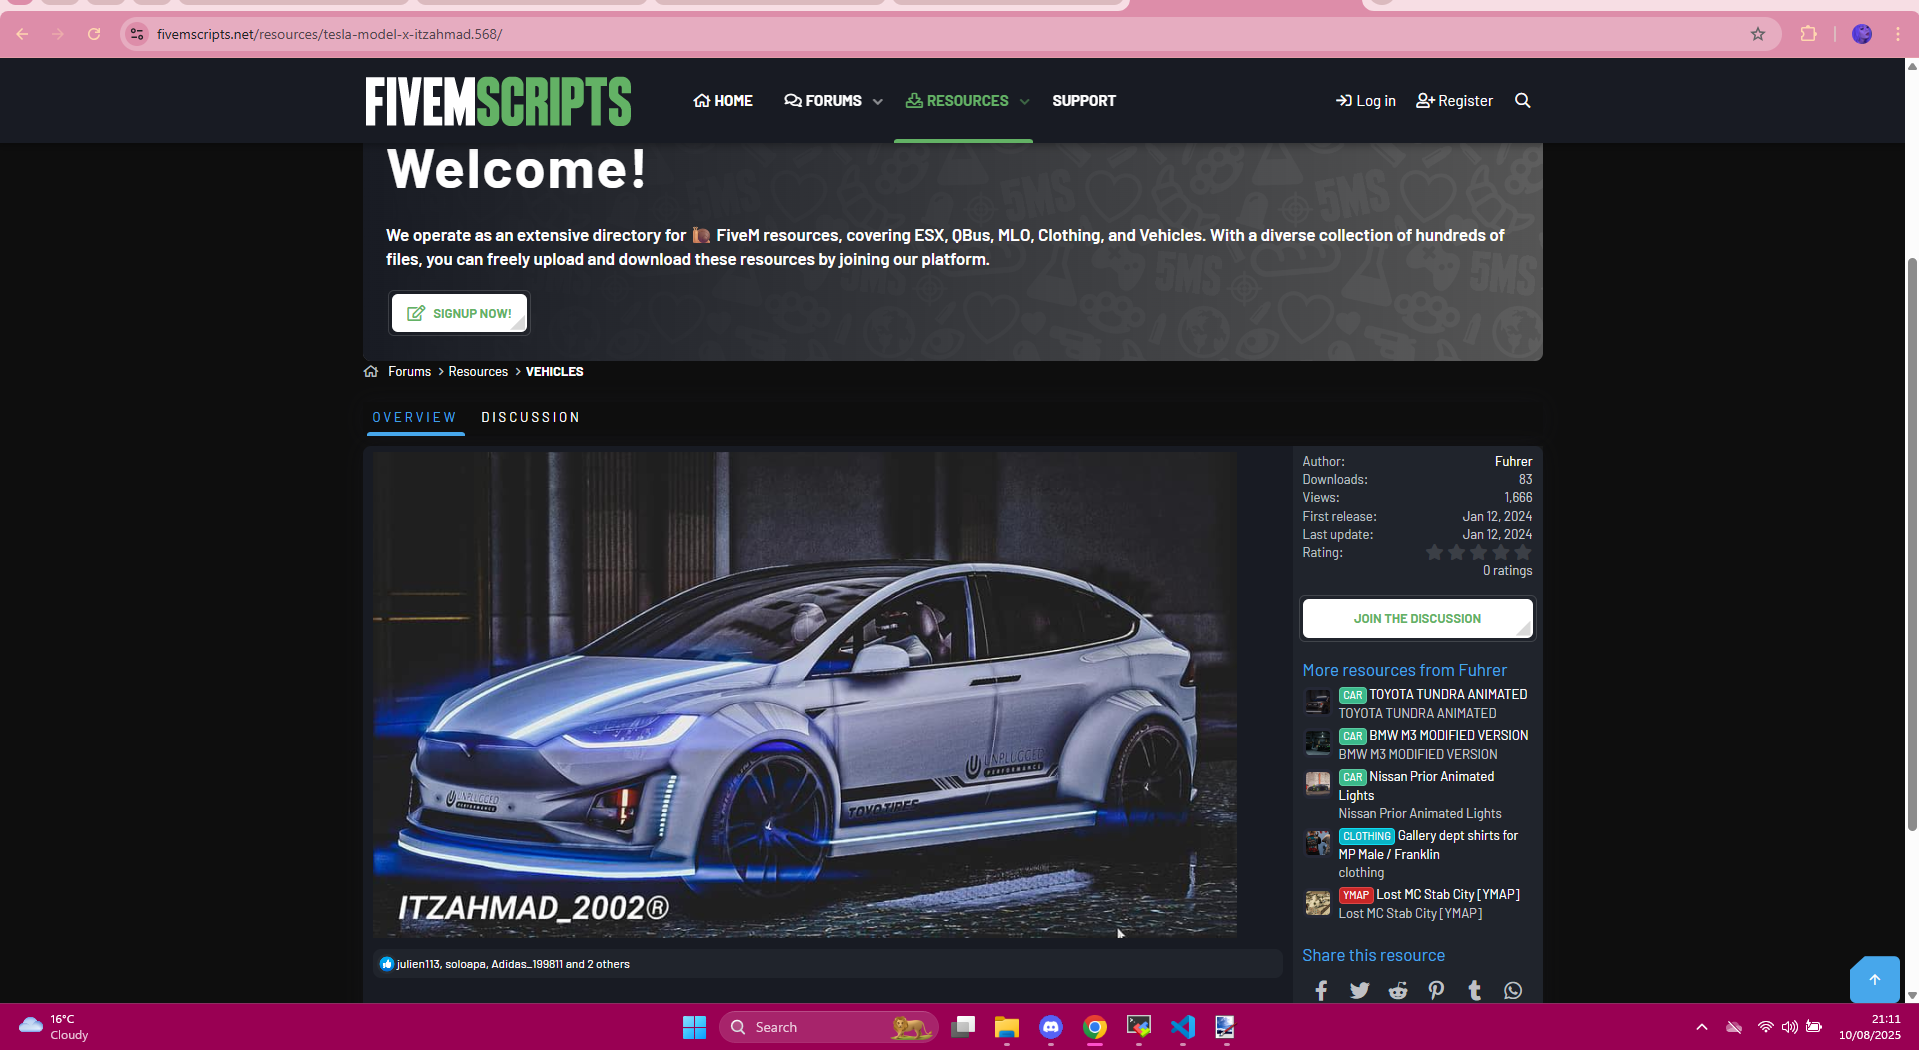 fivemscripts.net/resources/tesla-model-x-itzahmad.568/
FIVEMSCRIPTS
HOME
FORUMS
RESOURCES
SUPPORT
Log in
Register
Welcome!
We operate as an extensive directory for FiveM resources, covering ESX, QBus, MLO, Clothing, and Vehicles. With a diverse collection of hundreds of
files, you can freely upload and download these resources by joining our platform.
SIGNUP NOW!
Forums
Resources
VEHICLES
OVERVIEW
DISCUSSION
UNPLUGGED
PERFORMANCE
TOYO TIRES
UNPLUGGED
PERFORMANCE
ITZAHMAD_2002®
julien113, soloapa, Adidas_199811 and 2 others
Author: Fuhrer
Downloads: 83
Views: 1,666
First release: Jan 12, 2024
Last update: Jan 12, 2024
Rating:
0 ratings
JOIN THE DISCUSSION
More resources from Fuhrer
CAR TOYOTA TUNDRA ANIMATED
TOYOTA TUNDRA ANIMATED
CAR BMW M3 MODIFIED VERSION
BMW M3 MODIFIED VERSION
CAR Nissan Prior Animated
Lights
Nissan Prior Animated Lights
CLOTHING Gallery dept shirts for
MP Male / Franklin
clothing
YMAP Lost MC Stab City [YMAP]
Lost MC Stab City [YMAP]
Share this resource
16°C
Cloudy
Search
21:11
10/08/2025